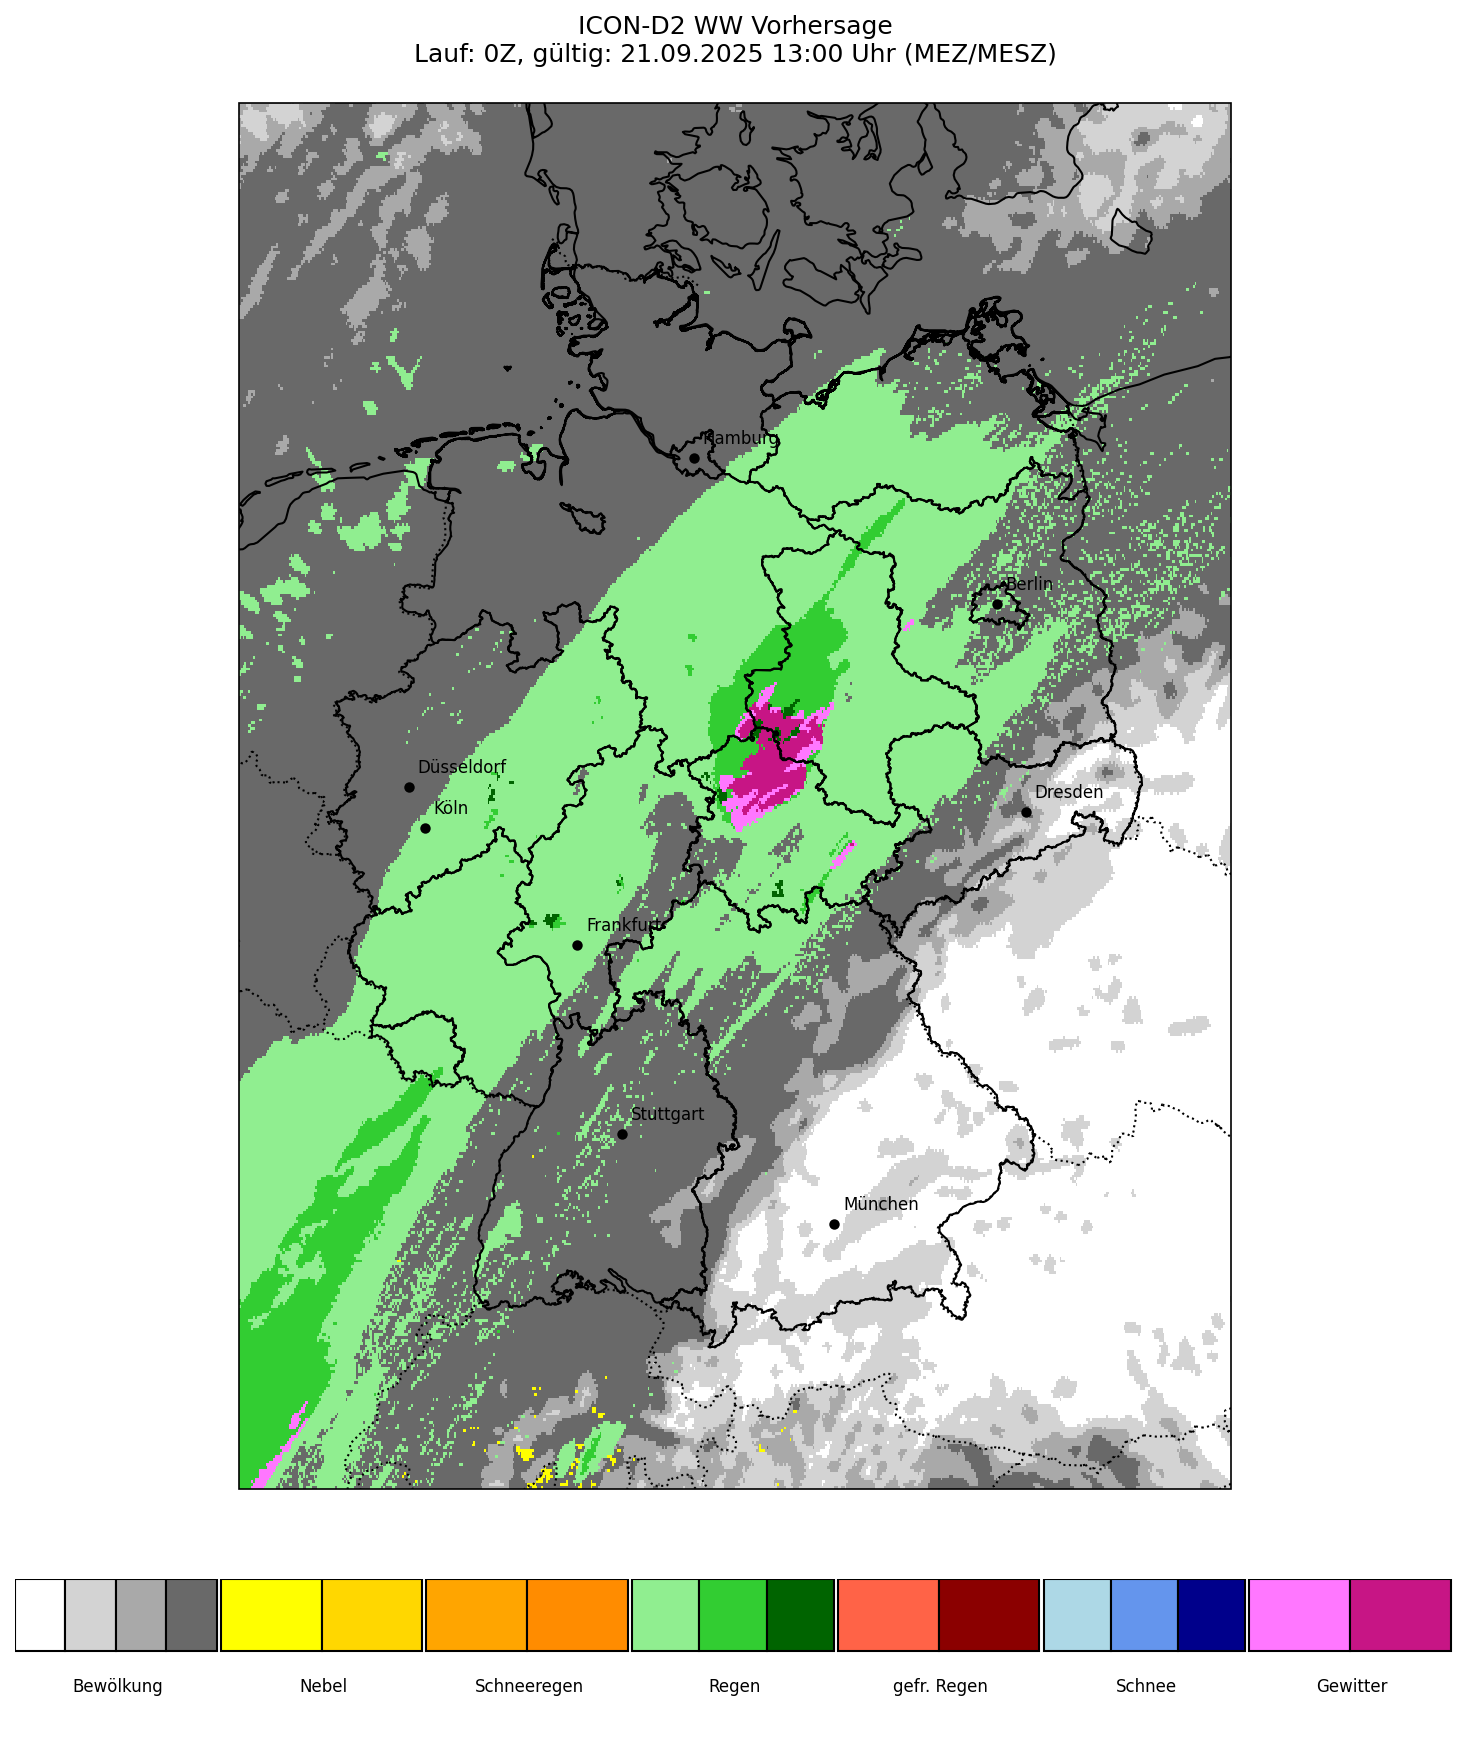 ICON-D2 WW Vorhersage
Lauf: 0Z, gültig: 21.09.2025 13:00 Uhr (MEZ/MESZ)
Hamburg
Berlin
Düsseldorf
Köln
Dresden
Frankfurt
Stuttgart
München
Bewölkung
Nebel
Schneeregen
Regen
gefr. Regen
Schnee
Gewitter